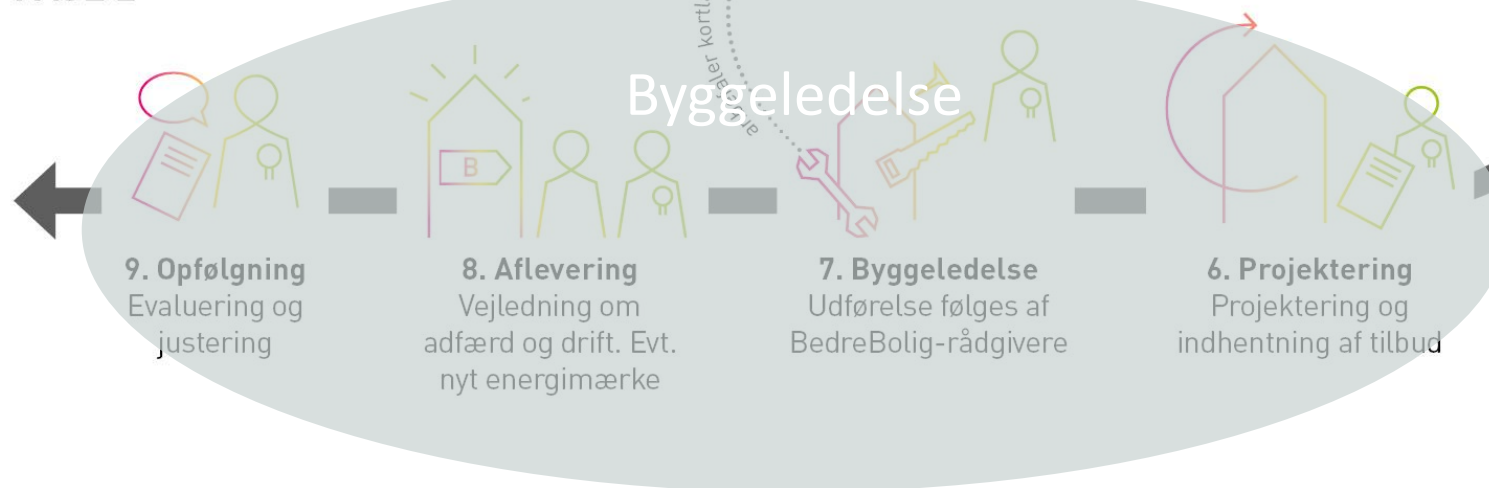 Byggeledelse
B
9. Opfølgning
Evaluering og
justering
8. Aflevering
Vejledning om
adfærd og drift. Evt.
nyt energimærke
7. Byggeledelse
Udførelse følges af
BedreBolig-rådgivere
6. Projektering
Projektering og
indhentning af tilbud